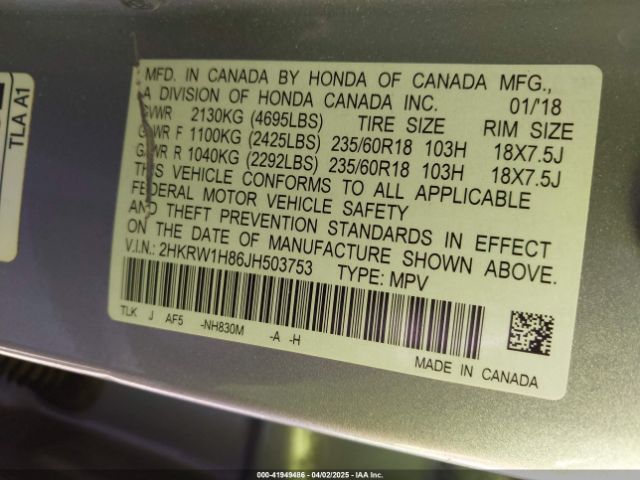 TLA A1
MFD. IN CANADA BY HONDA OF CANADA MFG.,
A DIVISION OF HONDA CANADA INC. 01/'18
GVWR 2130KG (4695LBS) TIRE SIZE RIM SIZE
GAWR F 1100KG (2425LBS) 235/60R18 103H 18X7.5J
GAWR R 1040KG (2292LBS) 235/60R18 103H 18X7.5J
THIS VEHICLE CONFORMS TO ALL APPLICABLE
FEDERAL MOTOR VEHICLE SAFETY
AND THEFT PREVENTION STANDARDS IN EFFECT
ON THE DATE OF MANUFACTURE SHOWN ABOVE.
V.I.N.: 2HKRW1H86JH503753 TYPE: MPV
TLK J AF5 -NH830M -A -H
MADE IN CANADA
000-41949486 - 04/02/2025 - IAA Inc.